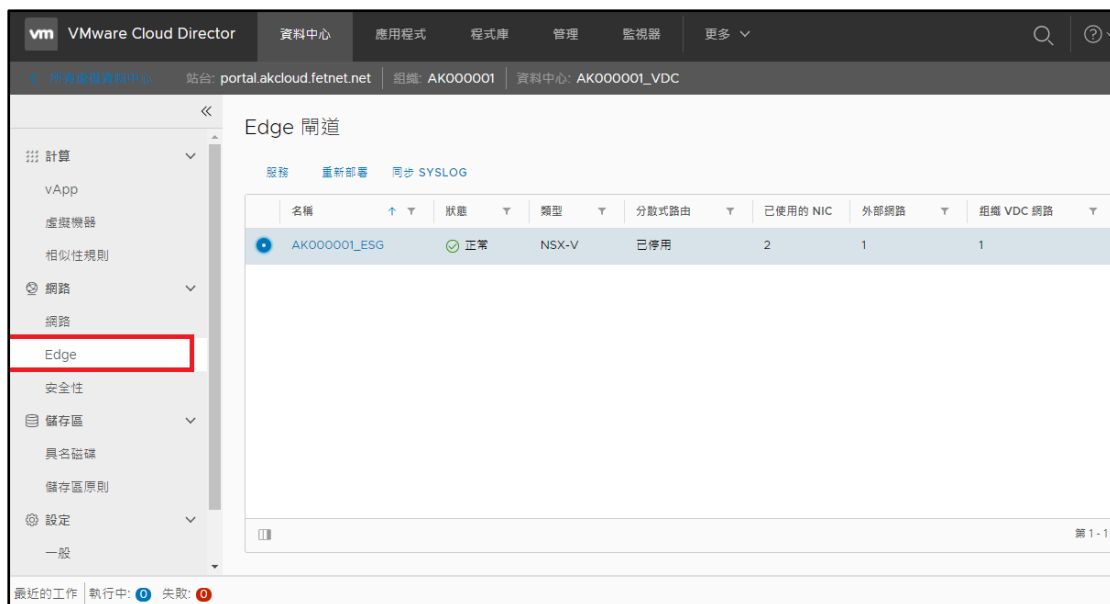 vm VMware Cloud Director 資料中心 應用程式 程式庫 管理 監視器 更多
站台: portal.akcloud.fetnet.net 組織: AK000001 資料中心: AK000001_VDC
Edge 閘道
計算
vApp
虛擬機器
相似性規則
網路
網路
Edge
安全性
儲存區
具名磁碟
儲存區原則
設定
一般
服務 重新部署 同步 SYSLOG
名稱 狀態 類型 分散式路由 已使用的 NIC 外部網路 組織 VDC 網路
AK000001_ESG 正常 NSX-V 已停用 2 1 1
第 1 - 1
最近的工作 執行中: 0 失敗: 0